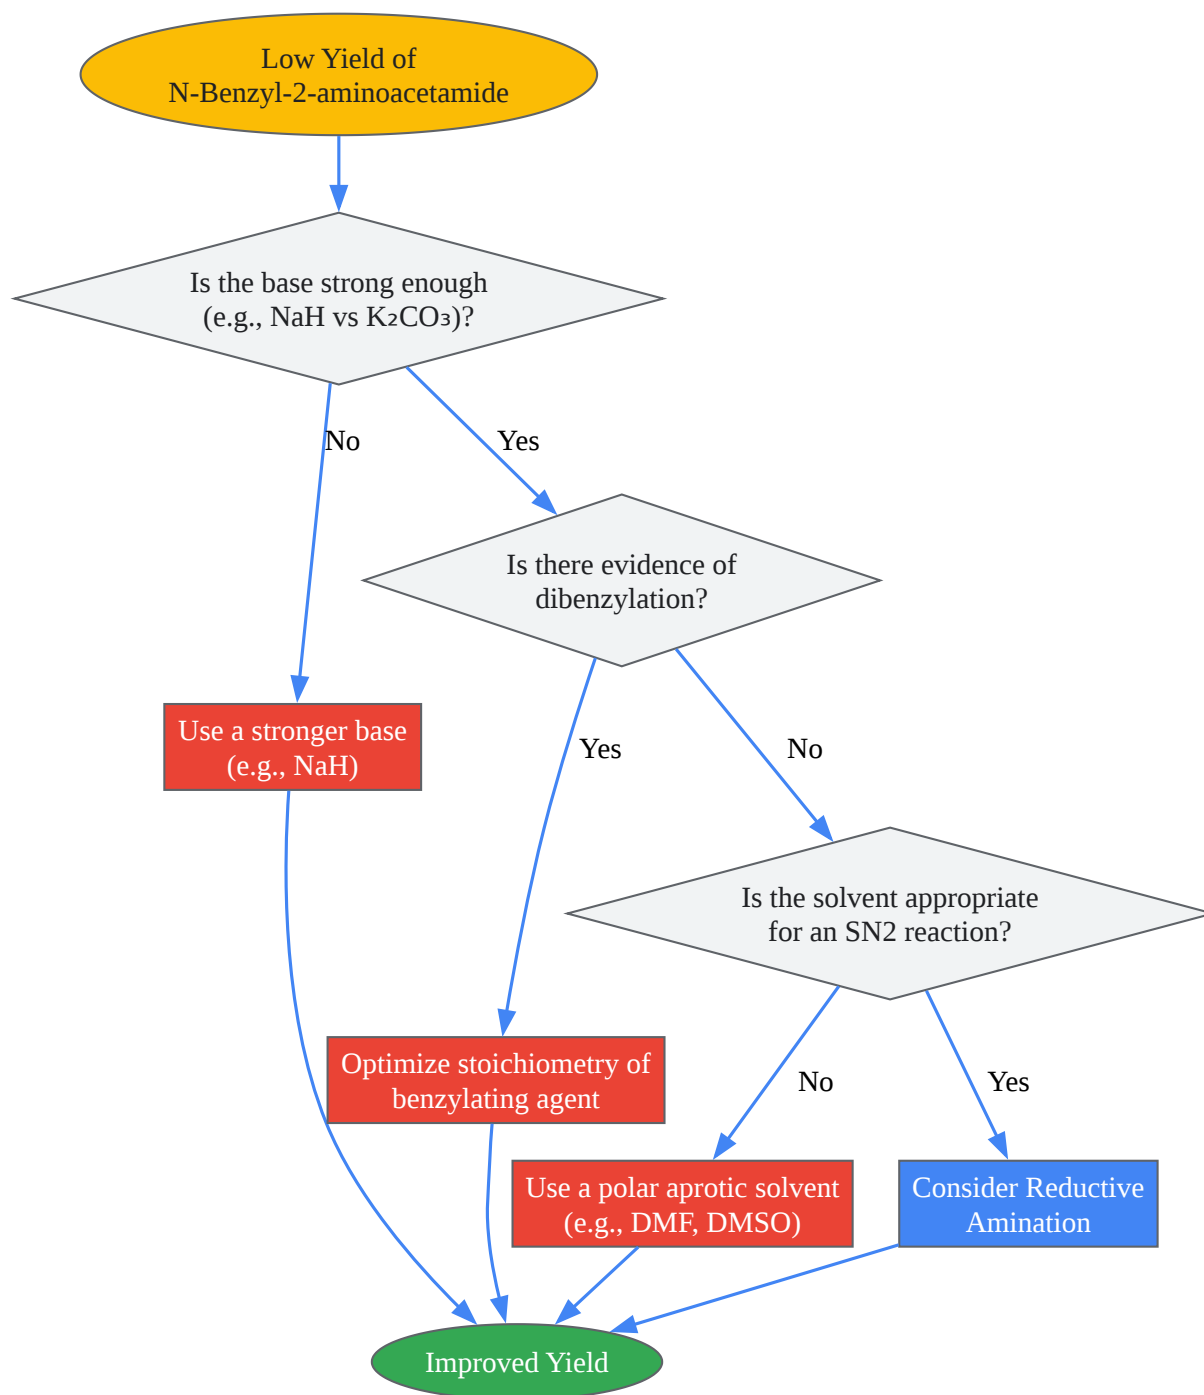 Low Yield of
N-Benzyl-2-aminoacetamide
Is the base strong enough
(e.g., NaH vs K₂CO₃)?
No
Yes
Is there evidence of
dibenzylation?
Use a stronger base
(e.g., NaH)
Yes
No
Is the solvent appropriate
for an SN2 reaction?
Optimize stoichiometry of
benzylating agent
No
Yes
Use a polar aprotic solvent
(e.g., DMF, DMSO)
Consider Reductive
Amination
Improved Yield